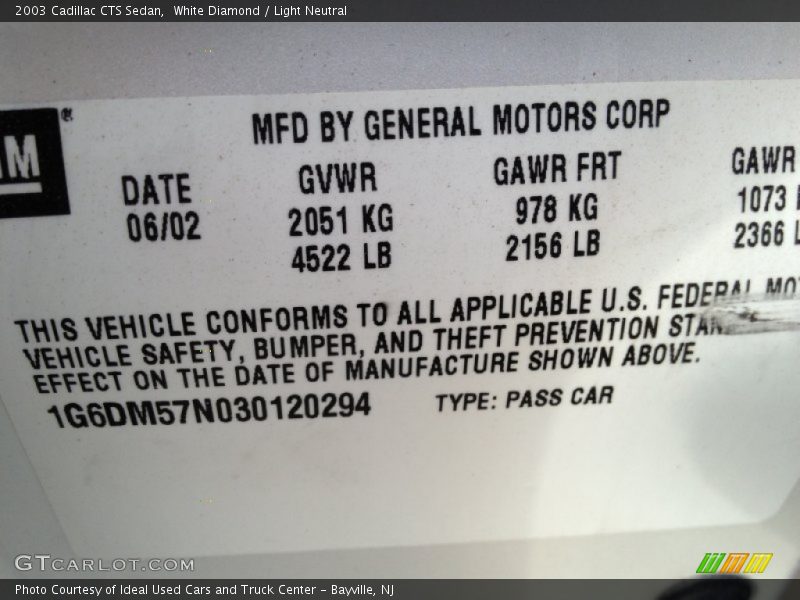 2003 Cadillac CTS Sedan, White Diamond / Light Neutral
MFD BY GENERAL MOTORS CORP
DATE GVWR GAWR FRT GAWR
06/02 2051 KG 978 KG 1073
4522 LB 2156 LB 2366
THIS VEHICLE CONFORMS TO ALL APPLICABLE U.S. FEDERAL
VEHICLE SAFETY, BUMPER, AND THEFT PREVENTION
EFFECT ON THE DATE OF MANUFACTURE SHOWN ABOVE.
1G6DM57N030120294 TYPE: PASS CAR
GTCARLOT.COM
Photo Courtesy of Ideal Used Cars and Truck Center - Bayville, NJ